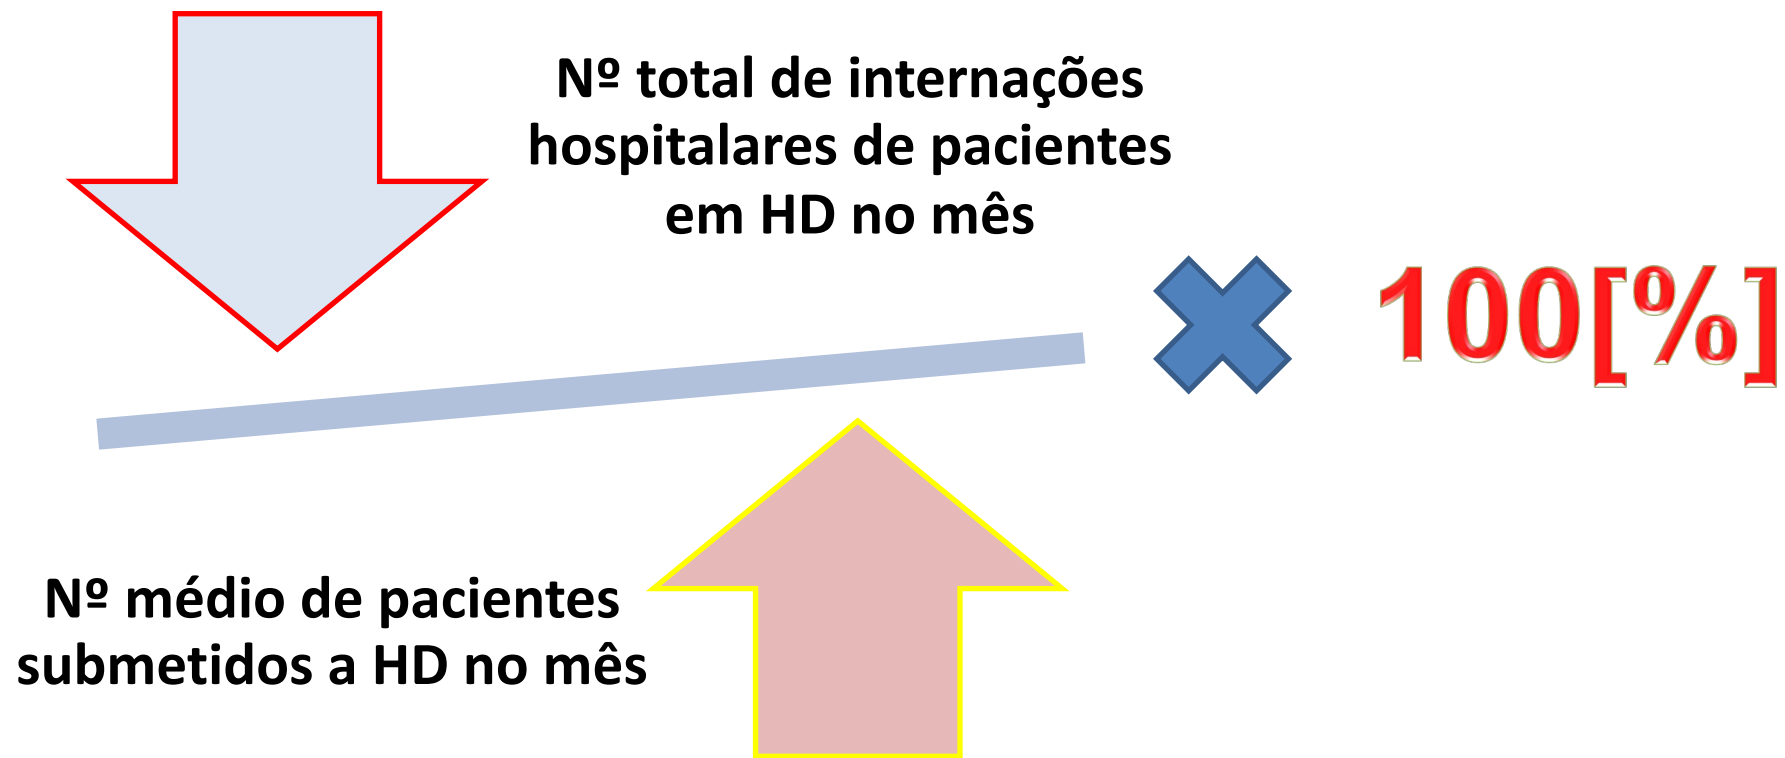 Nº total de internações
hospitalares de pacientes
em HD no mês
100[%]
Nº médio de pacientes
submetidos a HD no mês